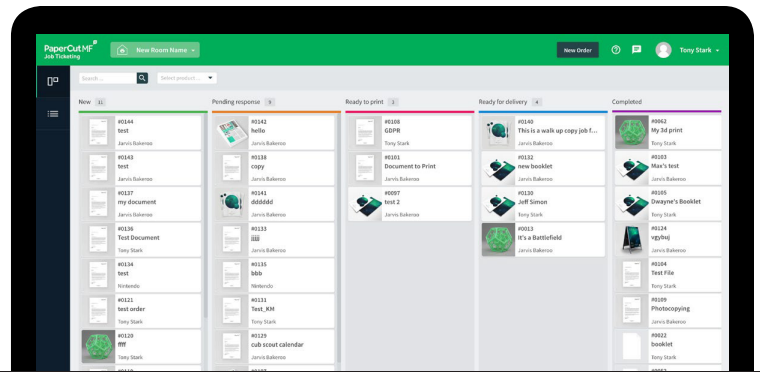 PaperCut MF P
Job Ticketing
New Room Name
New Order
Tony Stark
Search...
Select product...
New 11
#0144
test
Jarvis Bakeroo
#0143
test
Jarvis Bakeroo
#0137
my document
Jarvis Bakeroo
#0136
Test Document
Tony Stark
#0134
test
Nintendo
#0121
test order
Tony Stark
#0120
ffff
Tony Stark
Pending response 9
#0142
hello
Jarvis Bakeroo
#0138
copy
Jarvis Bakeroo
#0141
dddddd
Jarvis Bakeroo
#0133
jjjjj
Jarvis Bakeroo
#0135
bbb
Nintendo
#0131
Test_KM
Tony Stark
#0129
cub scout calendar
Jarvis Bakeroo
Ready to print 3
#0108
GDPR
Tony Stark
#0101
Document to Print
Jarvis Bakeroo
#0097
test 2
Jarvis Bakeroo
Ready for delivery 4
#0140
This is a walk up copy job f...
Jarvis Bakeroo
#0132
new booklet
Jarvis Bakeroo
#0130
Jeff Simon
Tony Stark
#0013
It's a Battlefield
Jarvis Bakeroo
Completed
#0062
My 3d print
Tony Stark
#0103
Max's test
Jarvis Bakeroo
#0105
Dwayne's Booklet
Tony Stark
#0124
vgybuj
Jarvis Bakeroo
#0104
Test File
Tony Stark
#0109
Photocopying
Jarvis Bakeroo
#0022
booklet
Tony Stark